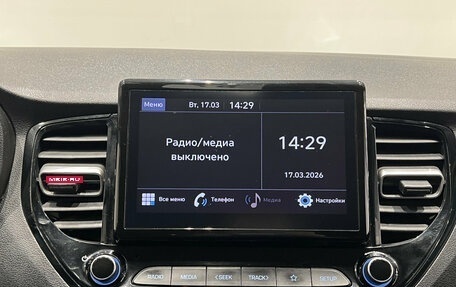 Меню Вт, 17.03 14:29
Радио/медиа
выключено
14:29
17.03.2026
Все меню Телефон Медиа Настройки
RADIO MEDIA <SEEK TRACK> SETUP